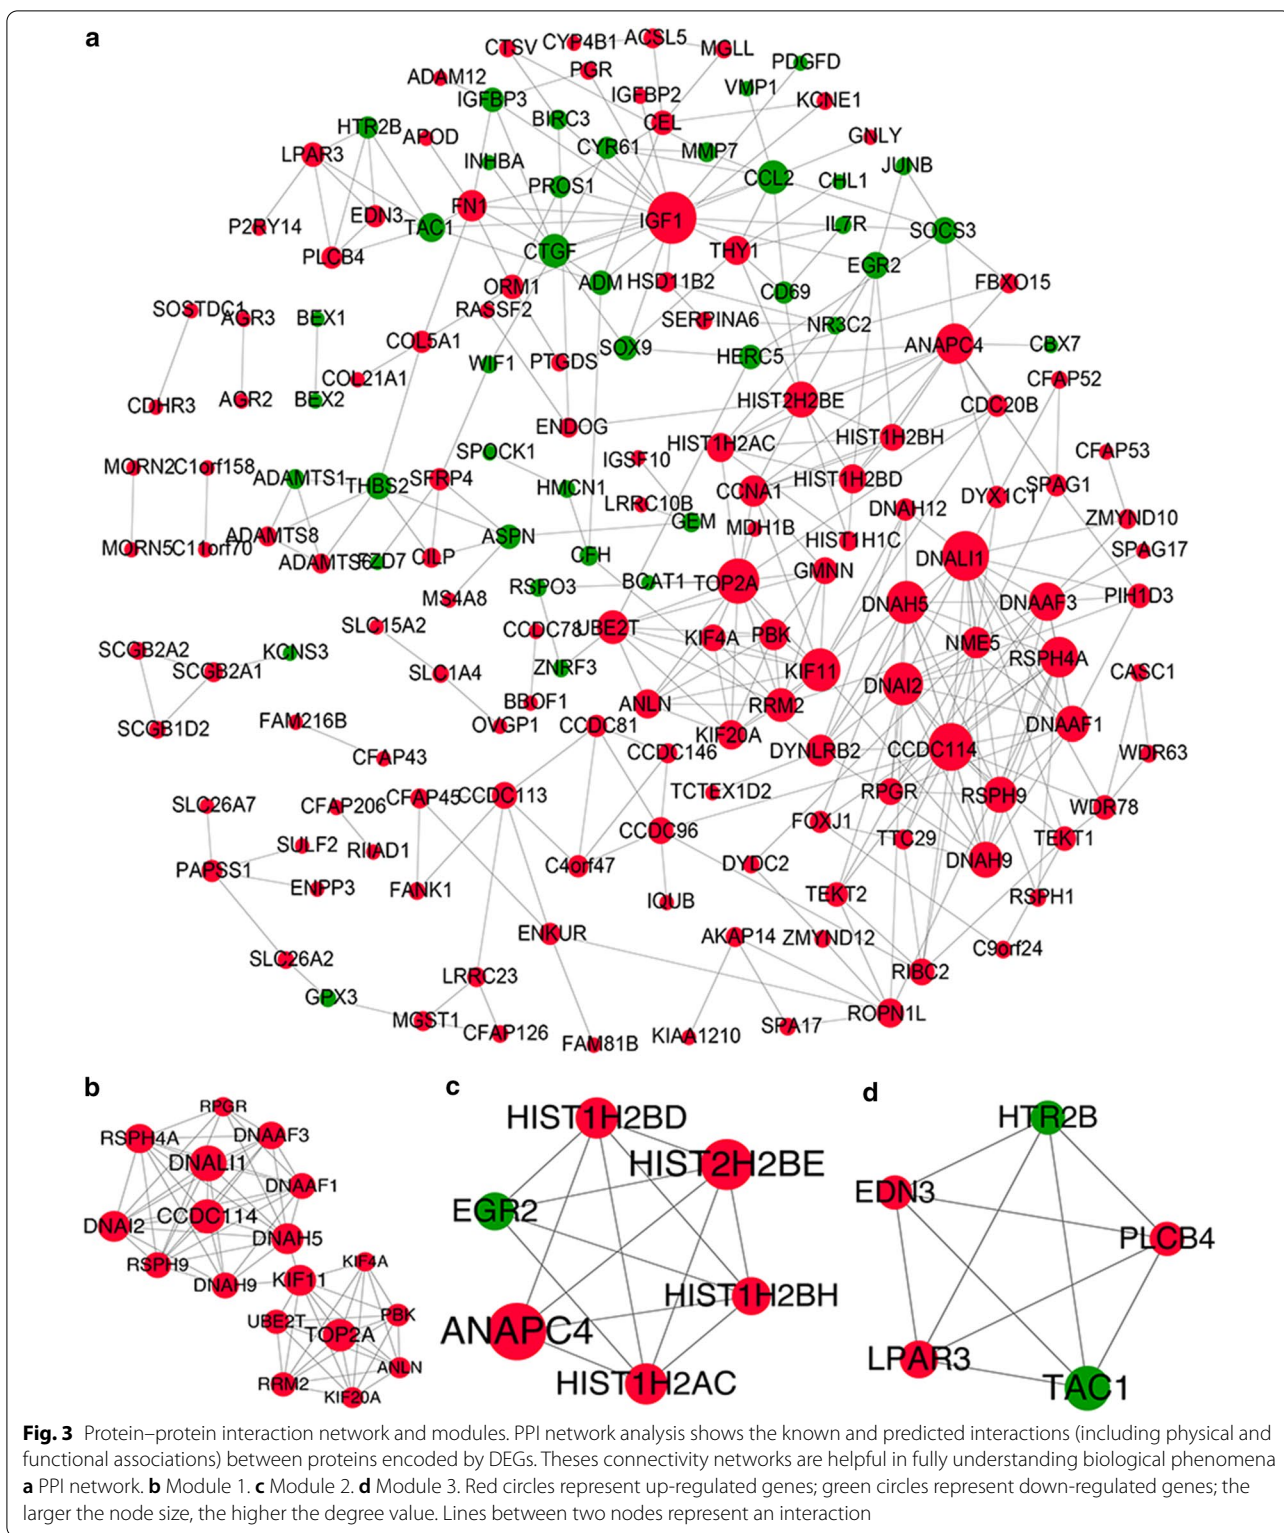 a
CTSV CYP4B1 ACSL5 MGLL
ADAM12 PGR PDGFD
IGFBP3 IGFBP2 VMP1 KCNE1
HTR2B BIRC3 CEL
LPAR3 APOD CYR61 MMP7 GNLY
INHBA CCL2 CHL1 JUNB
EDN3 FN1 PROS1
P2RY14 TAC1 IGF1 IL7R SOCS3
PLCB4 CTGF THY1 EGR2
ORM1 ADM HSD11B2 CD69 FBXO15
SOSTDC1 AGR3 BEX1 RASSF2 SERPINA6 NR3C2
COL5A1 WIF1 PTGDS SOX9 HERC5 ANAPC4 CBX7
COL21A1 CFAP52
CDHR3 AGR2 BEX2 HIST2H2BE CDC20B
ENDOG HIST1H2AC HIST1H2BH
MORN2 C1orf158 SPOCK1 IGSF10 CFAP53
ADAMTS1 THBS2 SFRP4 HMCN1 CCNA1 HIST1H2BD DYX1C1 SPAG1
LRRC10B DNAH12
ADAMTS8 ASPN GEM MDH1B HIST1H1C ZMYND10
MORN5 C11orf70 ADAMTS6 FZD7 CILP CFH DNALI1 SPAG17
RSPO3 BCAT1 TOP2A GMNN
MS4A8 DNAH5 DNAAF3 PIH1D3
SLC15A2 CCDC78 UBE2T KIF4A PBK NME5
SCGB2A2 KCNS3 RSPH4A
SCGB2A1 SLC1A4 ZNRF3 KIF11 DNAI2 CASC1
BBOF1 ANLN RRM2
SCGB1D2 FAM216B OVGP1 CCDC81 KIF20A DNAAF1
CFAP43 CCDC146 DYNLRB2 CCDC114 WDR63
SLC26A7 CFAP206 CFAP45 CCDC113 TCTEX1D2 RPGR RSPH9 WDR78
CCDC96 FOXJ1 TTC29 TEKT1
SULF2 RIIAD1
PAPSS1 ENPP3 FANK1 C4orf47 DYDC2 DNAH9
IQUB TEKT2 RSPH1
ENKUR AKAP14 ZMYND12 C9orf24
SLC26A2 LRRC23 RIBC2
GPX3 MGST1 CFAP126 FAM81B KIAA1210 SPA17 ROPN1L
b
RPGR
RSPH4A DNAAF3
DNALI1
DNAAF1
DNAI2 CCDC114
DNAH5
RSPH9
DNAH9 KIF11 KIF4A
UBE2T PBK
TOP2A
ANLN
RRM2 KIF20A
c
HIST1H2BD
HIST2H2BE
EGR2
HIST1H2BH
ANAPC4
HIST1H2AC
d
HTR2B
EDN3
PLCB4
LPAR3
TAC1
Fig. 3 Protein–protein interaction network and modules. PPI network analysis shows the known and predicted interactions (including physical and
functional associations) between proteins encoded by DEGs. Theses connectivity networks are helpful in fully understanding biological phenomena
a PPI network. b Module 1. c Module 2. d Module 3. Red circles represent up-regulated genes; green circles represent down-regulated genes; the
larger the node size, the higher the degree value. Lines between two nodes represent an interaction